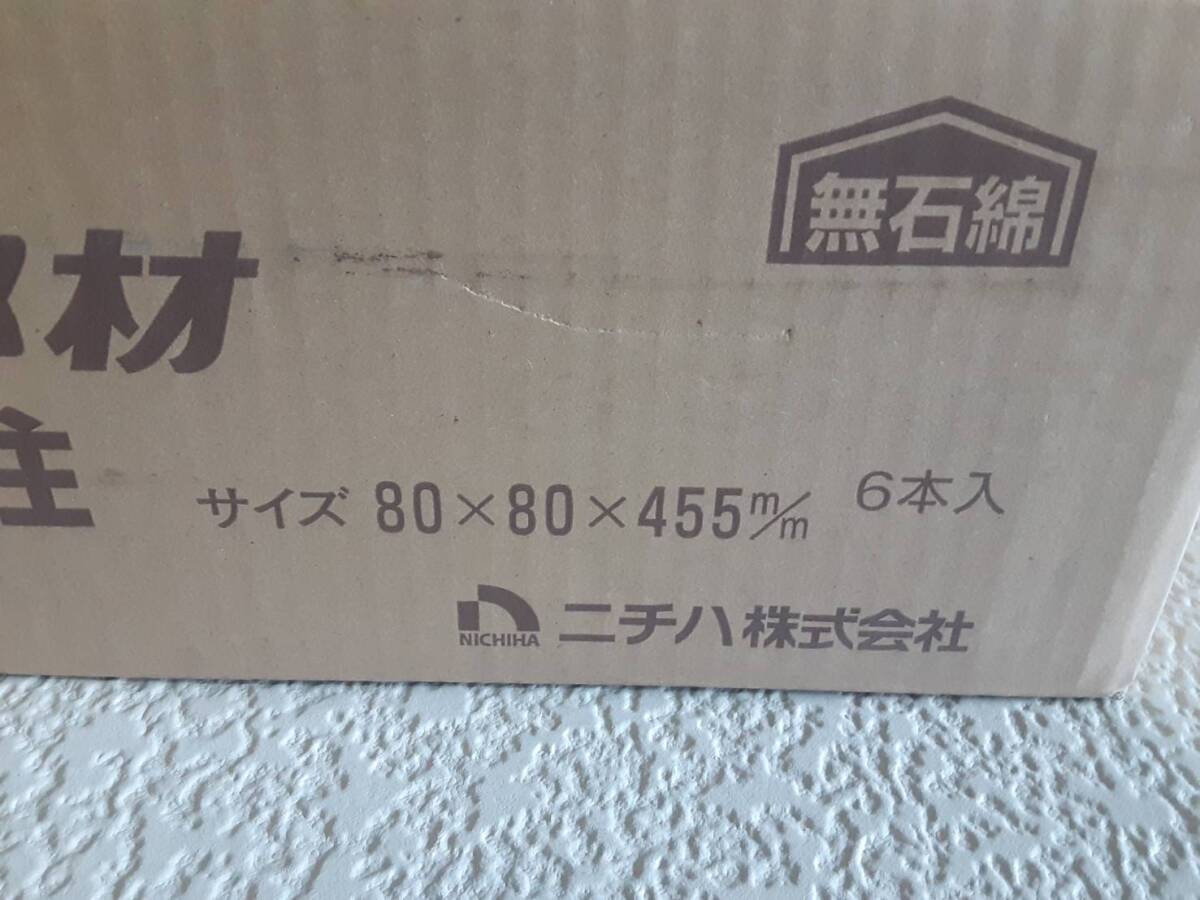 無石綿
材
サイズ 80×80×455m/m 6本入
NICHIHA ニチハ株式会社